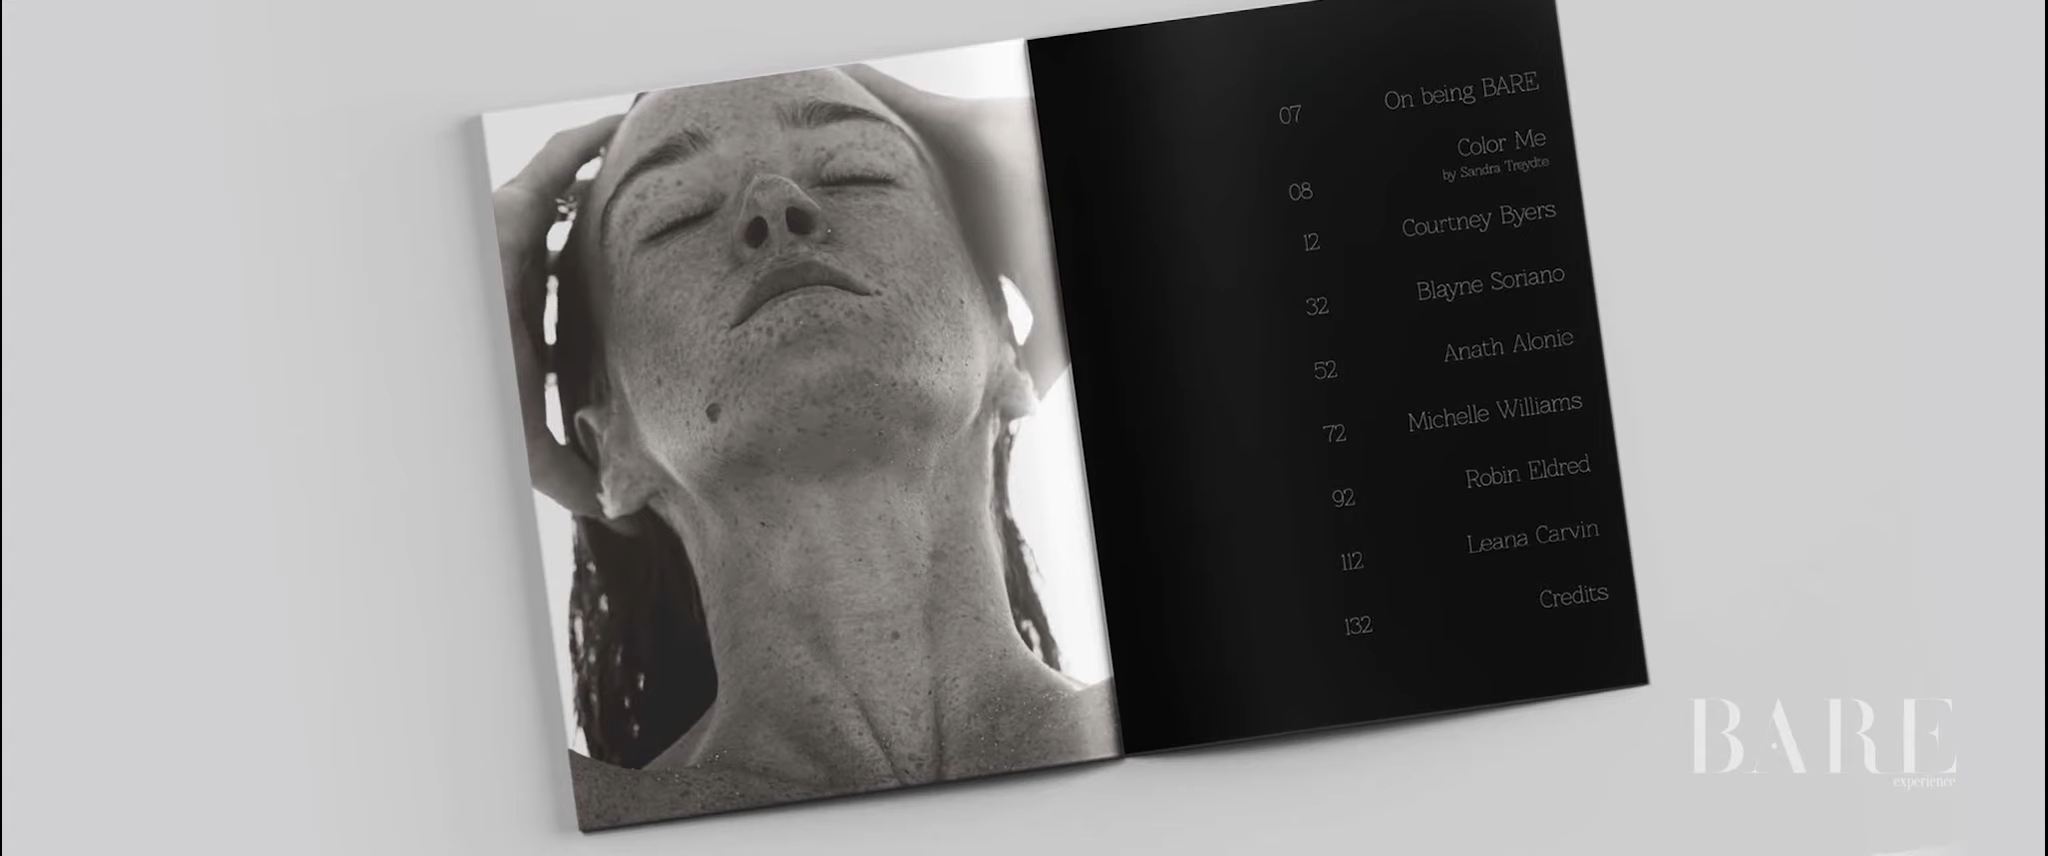 07 On being BARE
08 Color Me
by Sandra Treydte
12 Courtney Byers
32 Blayne Soriano
52 Anath Alonie
72 Michelle Williams
92 Robin Eldred
112 Leana Carvin
132 Credits
BARE
experience